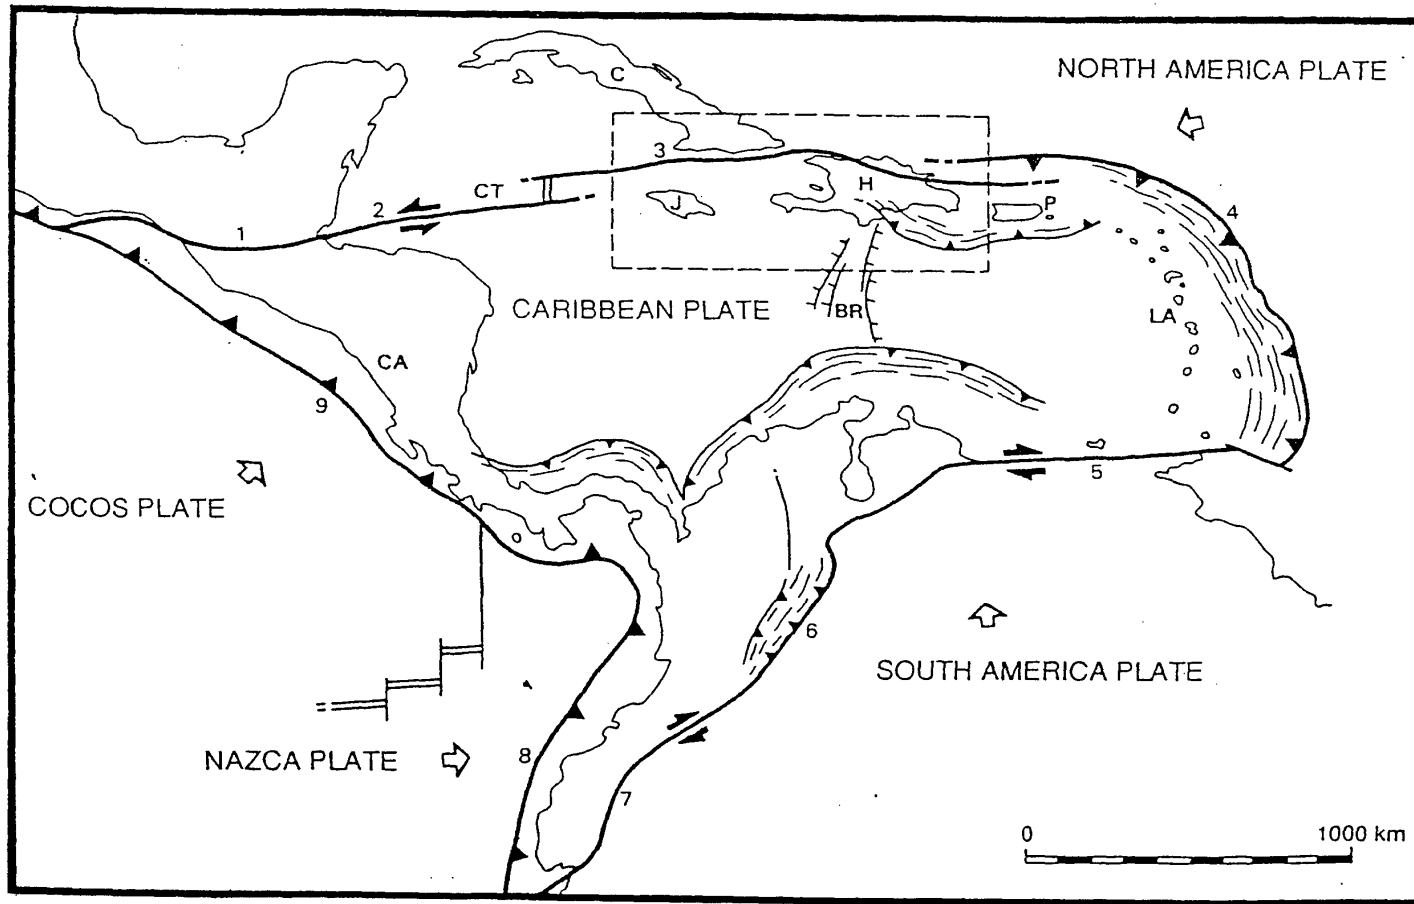 C
NORTH AMERICA PLATE
3
CT
H
2
J
P
4
1
CARIBBEAN PLATE
BR
LA
CA
9
5
COCOS PLATE
6
SOUTH AMERICA PLATE
NAZCA PLATE
8
7
0 1000 km